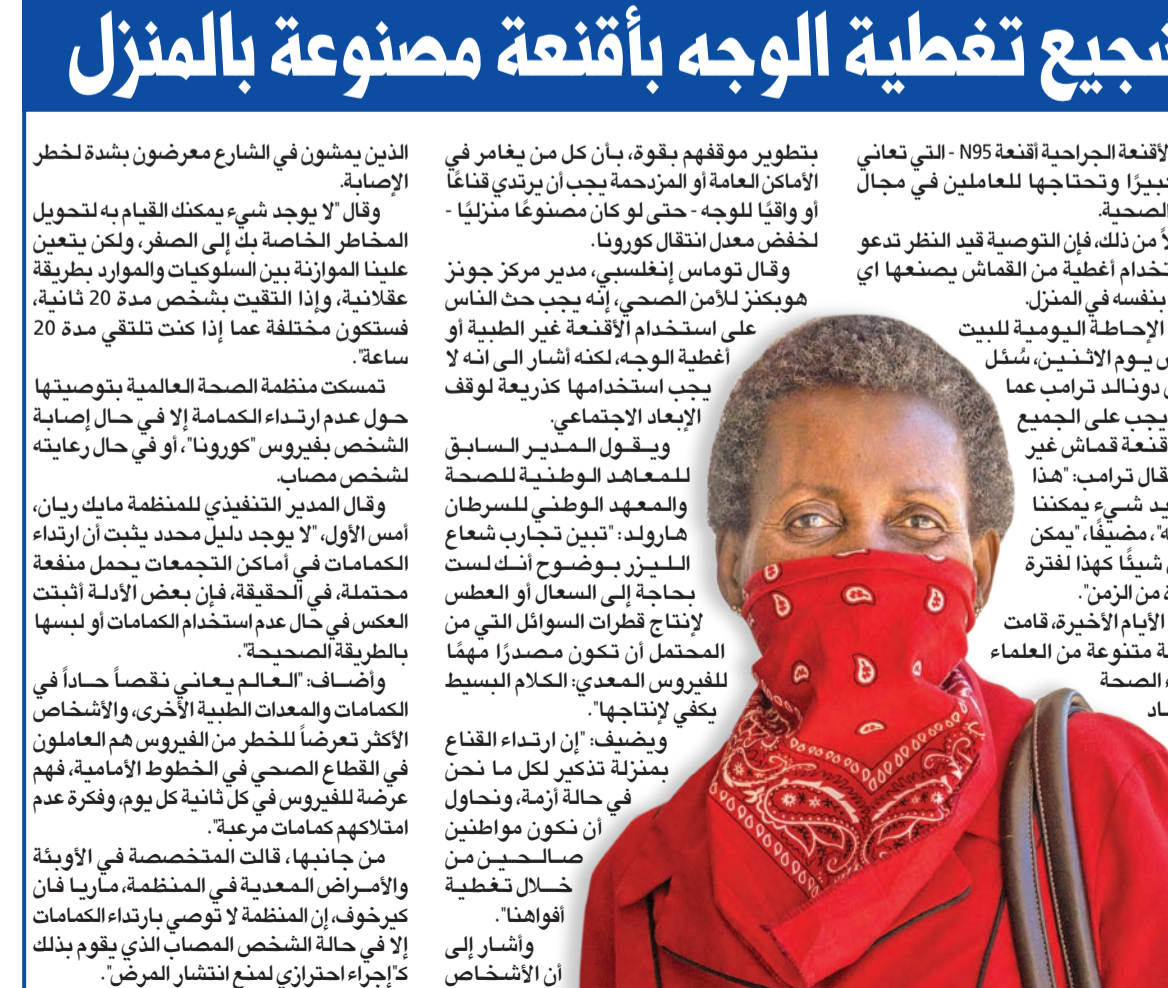 تغطية الوجه بأقنعة مصنوعة بالمنزل
لأقنعة الجراحية أقنعة N95 - التي تعاني
وتحتاجها للعاملين في مجال
الصحية.
من ذلك، فإن التوصية قيد النظر تدعو
أغطية من القماش يصنعها اي
بنفسه في المنزل.
الإحاطة اليومية للبيت
يوم الاثنين، سُئل
دونالد ترامب عما
يجب على الجميع
قماش غير
ترامب: "هذا
شيء يمكننا
مضيفًا، "يمكن
شيئًا كهذا لفترة
من الزمن".
الأيام الأخيرة، قامت
متنوعة من العلماء
الصحة
بتطوير موقفهم بقوة، بأن كل من يغامر في
الأماكن العامة أو المزدحمة يجب أن يرتدي قناعًا
أو واقيًا للوجه - حتى لو كان مصنوعًا منزليًا -
لخفض معدل انتقال كورونا.
وقال توماس إنغلسبي، مدير مركز جونز
هوبكنز للأمن الصحي، إنه يجب حث الناس
على استخدام الأقنعة غير الطبية أو
أغطية الوجه، لكنه أشار الى انه لا
يجب استخدامها كذريعة لوقف
الإبعاد الاجتماعي.
ويقول المدير السابق
للمعاهد الوطنية للصحة
والمعهد الوطني للسرطان
هارولد: "تبين تجارب شعاع
الليزر بوضوح أنك لست
بحاجة إلى السعال أو العطس
لإنتاج قطرات السوائل التي من
المحتمل أن تكون مصدرًا مهمًا
للفيروس المعدي: الكلام البسيط
يكفي لإنتاجها".
ويضيف: "إن ارتداء القناع
بمنزلة تذكير لكل ما نحن
في حالة أزمة، ونحاول
أن نكون مواطنين
صالحين من
خلال تغطية
أفواهنا".
وأشار إلى
أن الأشخاص
الذين يمشون في الشارع معرضون بشدة لخطر
الإصابة.
وقال "لا يوجد شيء يمكنك القيام به لتحويل
المخاطر الخاصة بك إلى الصفر، ولكن يتعين
علينا الموازنة بين السلوكيات والموارد بطريقة
عقلانية، وإذا التقيت بشخص مدة 20 ثانية،
فستكون مختلفة عما إذا كنت تلتقي مدة 20
ساعة".
تمسكت منظمة الصحة العالمية بتوصيتها
حول عدم ارتداء الكمامة إلا في حال إصابة
الشخص بفيروس "كورونا"، أو في حال رعايته
لشخص مصاب.
وقال المدير التنفيذي للمنظمة مايك ريان،
أمس الأول، "لا يوجد دليل محدد يثبت أن ارتداء
الكمامات في أماكن التجمعات يحمل منفعة
محتملة، في الحقيقة، فإن بعض الأدلة أثبتت
العكس في حال عدم استخدام الكمامات أو لبسها
بالطريقة الصحيحة".
وأضاف: "العالم يعاني نقصاً حاداً في
الكمامات والمعدات الطبية الأخرى، والأشخاص
الأكثر تعرضاً للخطر من الفيروس هم العاملون
في القطاع الصحي في الخطوط الأمامية، فهم
عرضة للفيروس في كل ثانية كل يوم، وفكرة عدم
امتلاكهم كمامات مرعبة".
من جانبها، قالت المتخصصة في الأوبئة
والأمراض المعدية في المنظمة، ماريا فان
كيرخوف، إن المنظمة لا توصي بارتداء الكمامات
إلا في حالة الشخص المصاب الذي يقوم بذلك
كـ"إجراء احترازي لمنع انتشار المرض".